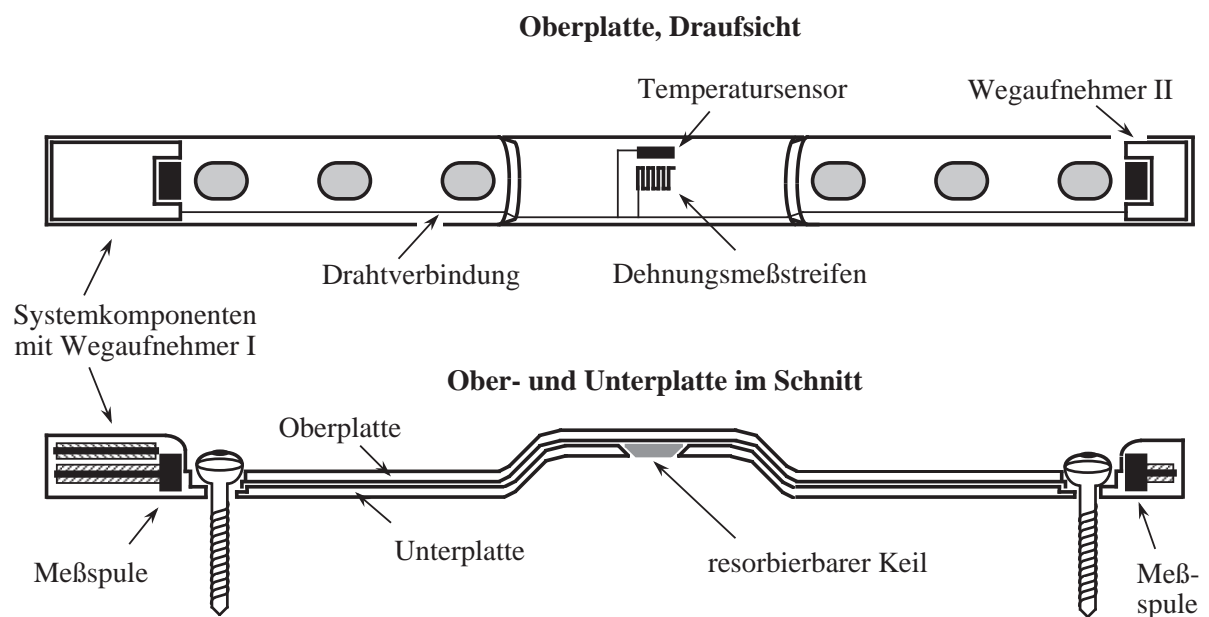 Oberplatte, Draufsicht
Temperatursensor
Wegaufnehmer II
Drahtverbindung
Dehnungsmeßstreifen
Systemkomponenten
mit Wegaufnehmer I
Ober- und Unterplatte im Schnitt
Oberplatte
Unterplatte
resorbierbarer Keil
Meßspule
Meß-
spule